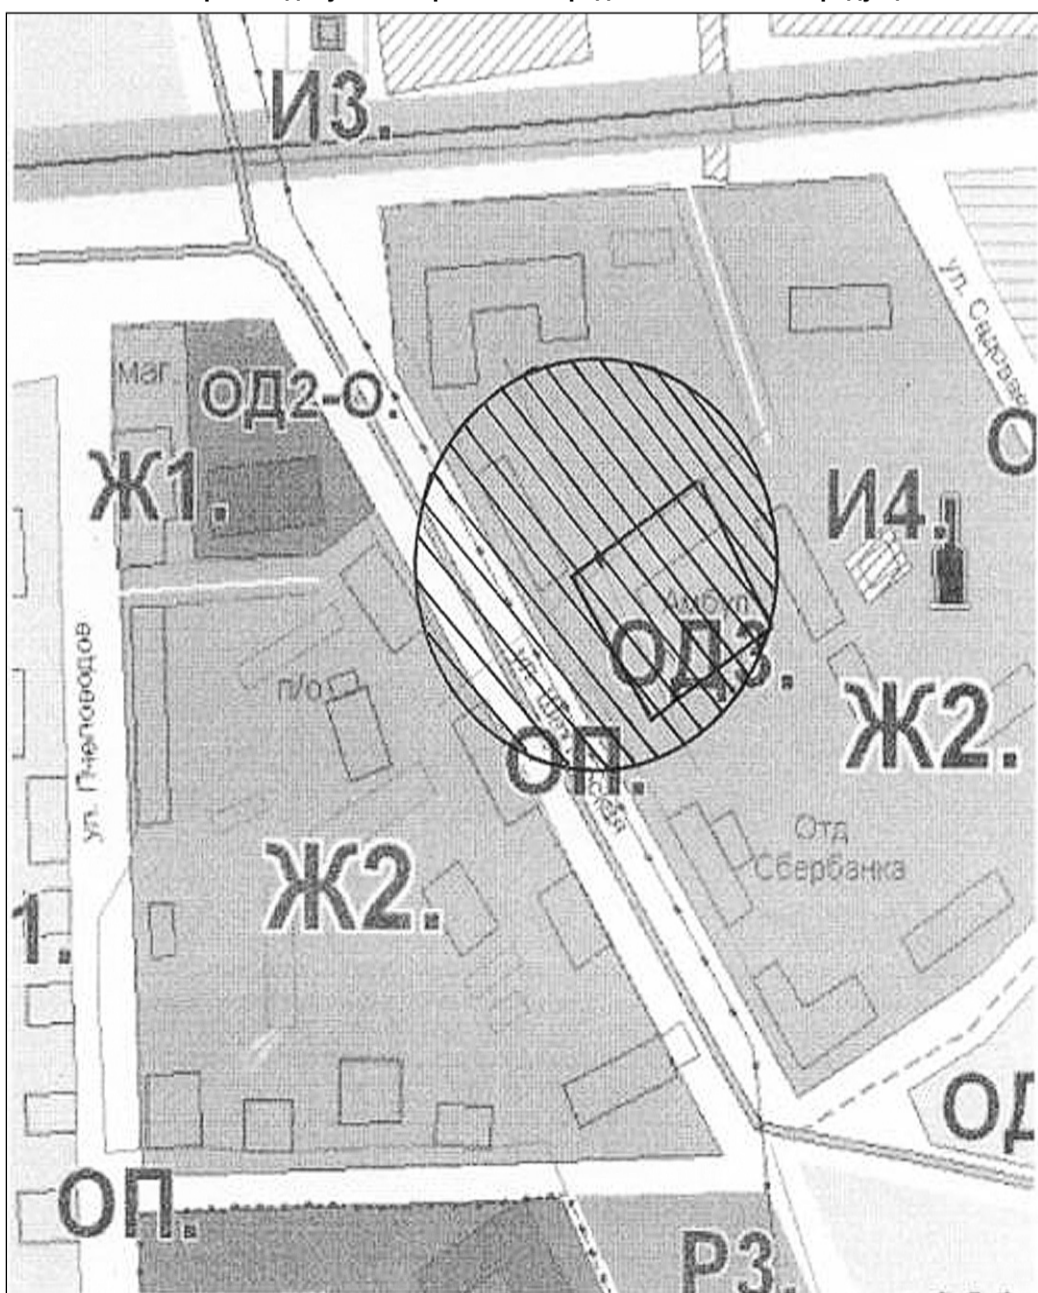 И3.
ул. Садовая
маг.
ОД2-О.
О
Ж1.
И4.
Амбул
ОД3.
ул. Пчеловодов
п/о
Ж2.
ОП.
Отд
Сбербанка
Ж2.
1.
ОД
ОП.
Р3.